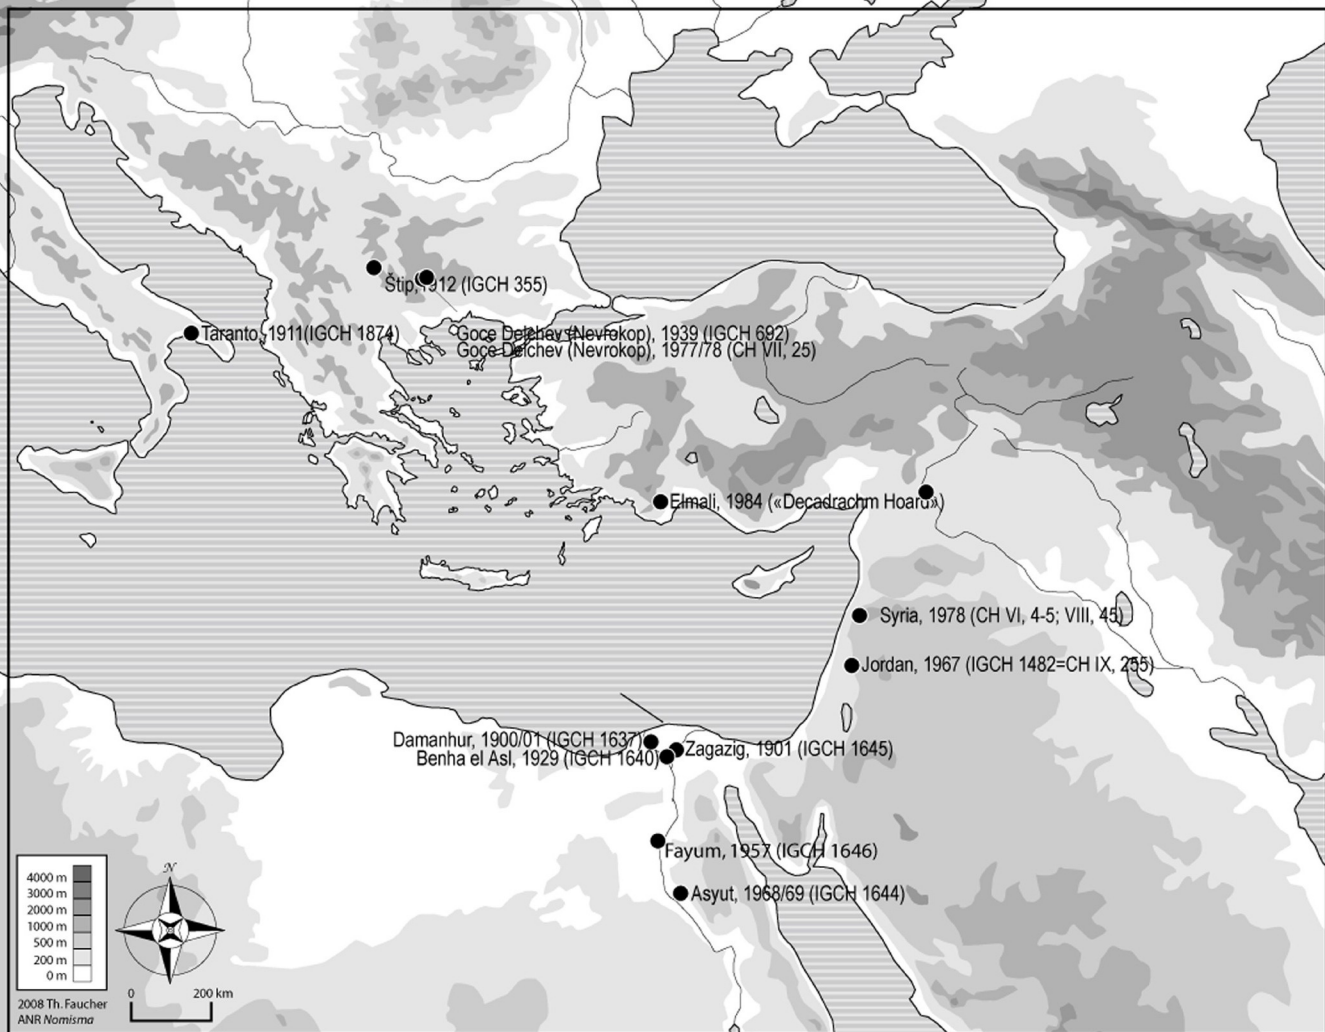 Štip, 1912 (IGCH 355)
Taranto, 1911(IGCH 1874)
Goce Delchev (Nevrokop), 1939 (IGCH 692)
Goce Delchev (Nevrokop), 1977/78 (CH VII, 25)
Elmali, 1984 («Decadrachm Hoard»)
Syria, 1978 (CH VI, 4-5; VIII, 45)
Jordan, 1967 (IGCH 1482=CH IX, 255)
Damanhur, 1900/01 (IGCH 1637)
Zagazig, 1901 (IGCH 1645)
Benha el Asl, 1929 (IGCH 1640)
Fayum, 1957 (IGCH 1646)
Asyut, 1968/69 (IGCH 1644)
4000 m
3000 m
2000 m
1000 m
500 m
200 m
0 m
N
0 200 km
2008 Th. Faucher
ANR Nomisma